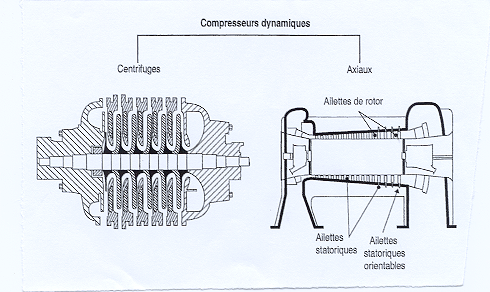 Compresseurs dynamiques
Centrifuges
Axiaux
Ailettes de rotor
Ailettes
statoriques
Ailettes
statoriques
orientables